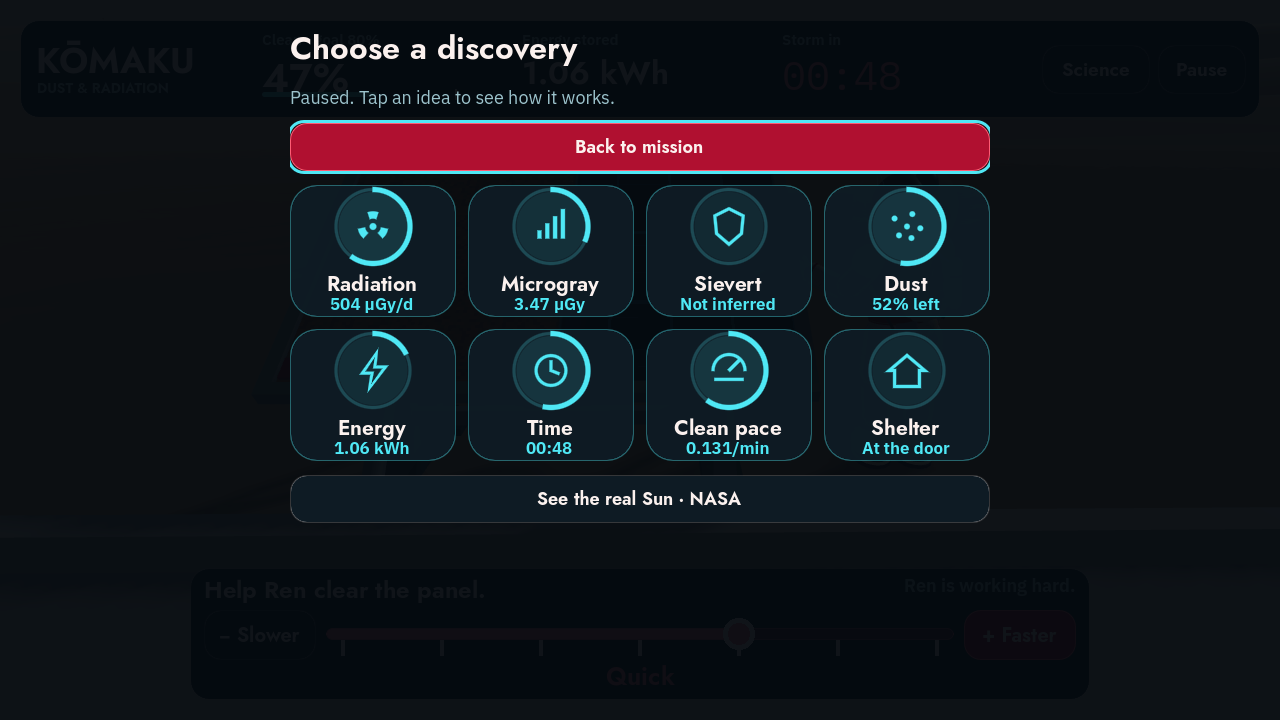 KŌMAKU
DUST & RADIATION
47%
1.06 kWh
Storm in
00:48
Science
Pause
Choose a discovery
Paused. Tap an idea to see how it works.
Back to mission
Radiation
504 μGy/d
Microgray
3.47 μGy
Sievert
Not inferred
Dust
52% left
Energy
1.06 kWh
Time
00:48
Clean pace
0.131/min
Shelter
At the door
See the real Sun · NASA
Help Ren clear the panel.
Ren is working hard.
– Slower
+ Faster
Quick